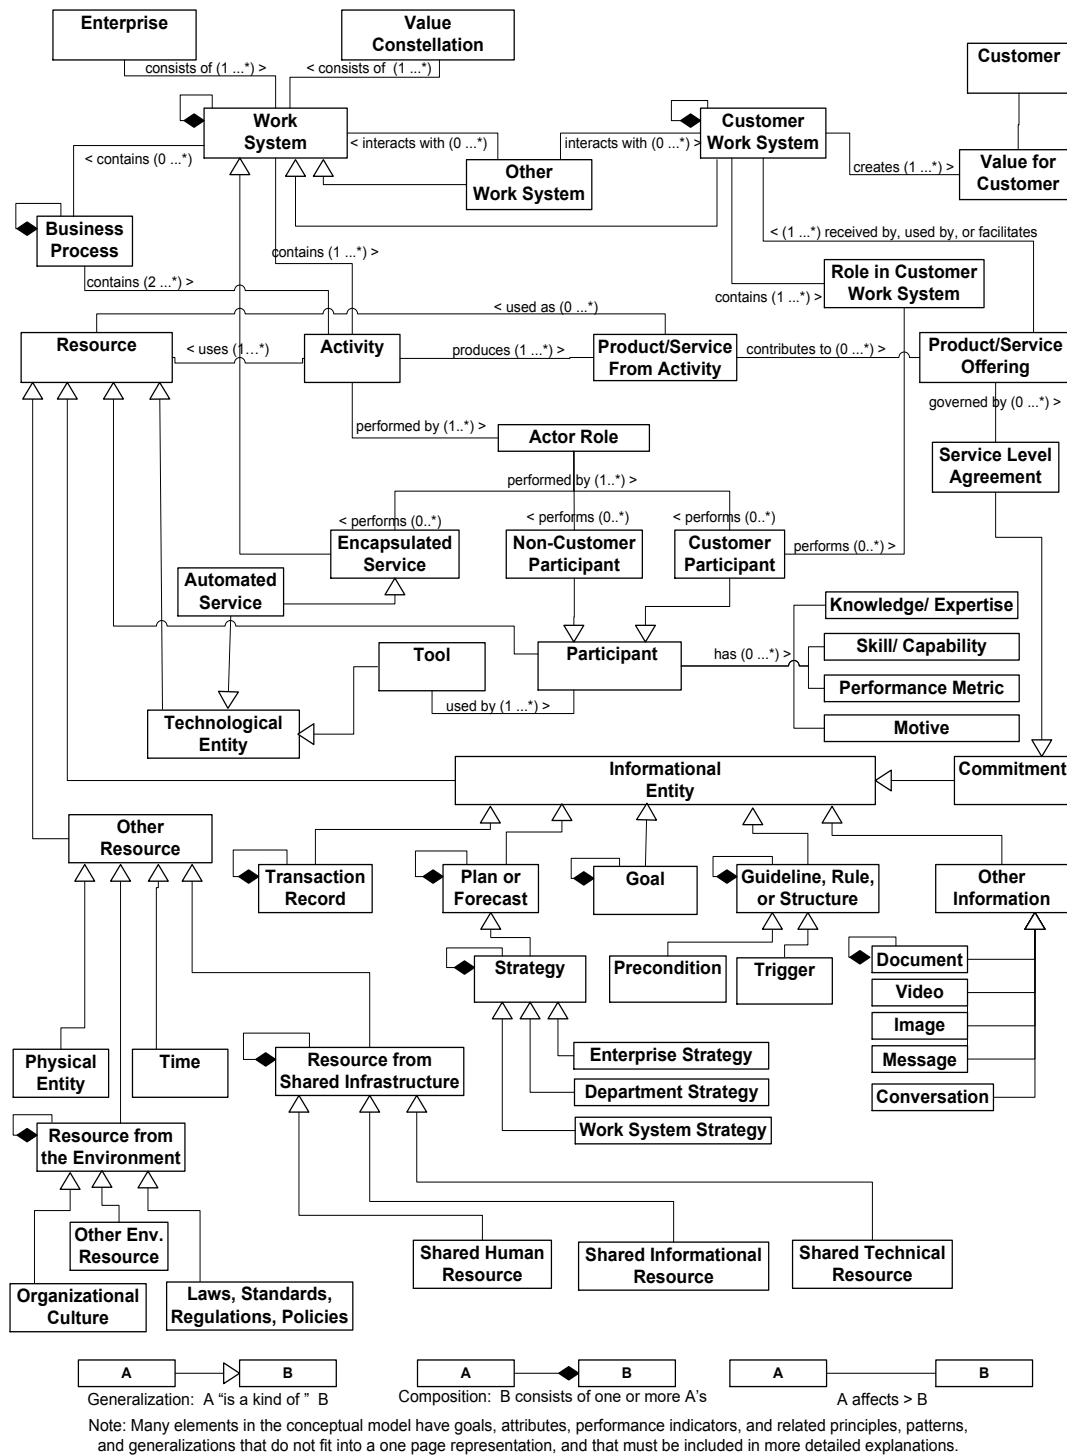 Enterprise
Value
Constellation
Customer
consists of (1 ...*) >
< consists of  (1 ...*)
Work
System
Customer
Work System
< interacts with (0 ...*)
interacts with (0 ...*) >
< contains (0 ...*)
Other
Work System
creates (1 ...*) >
Value for
Customer
Business
Process
< (1 ...*) received by, used by, or facilitates
contains (1 ...*) >
contains (2 ...*) >
Role in Customer
Work System
contains (1 ...*) >
< used as (0 ...*)
Resource
< uses (1...*)
Activity
produces (1 ...*) >
Product/Service
From Activity
contributes to (0 ...*) >
Product/Service
Offering
governed by (0 ...*) >
performed by (1..*) >
Actor Role
Service Level
Agreement
performed by (1..*) >
< performs (0..*)
< performs (0..*)
< performs (0..*)
Encapsulated
Service
Non-Customer
Participant
Customer
Participant
performs (0..*) >
Automated
Service
Knowledge/ Expertise
Tool
Participant
has (0 ...*) >
Skill/ Capability
Performance Metric
used by (1 ...*) >
Technological
Entity
Motive
Informational
Entity
Commitment
Other
Resource
Transaction
Record
Plan or
Forecast
Goal
Guideline, Rule,
or Structure
Other
Information
Strategy
Precondition
Trigger
Document
Video
Image
Message
Conversation
Physical
Entity
Time
Resource from
Shared Infrastructure
Enterprise Strategy
Department Strategy
Work System Strategy
Resource from
the Environment
Other Env.
Resource
Shared Human
Resource
Shared Informational
Resource
Shared Technical
Resource
Organizational
Culture
Laws, Standards,
Regulations, Policies
A
B
A
B
A
B
Generalization:  A “is a kind of ”  B
Composition:  B consists of one or more A’s
A affects > B
Note: Many elements in the conceptual model have goals, attributes, performance indicators, and related principles, patterns,
and generalizations that do not fit into a one page representation, and that must be included in more detailed explanations.